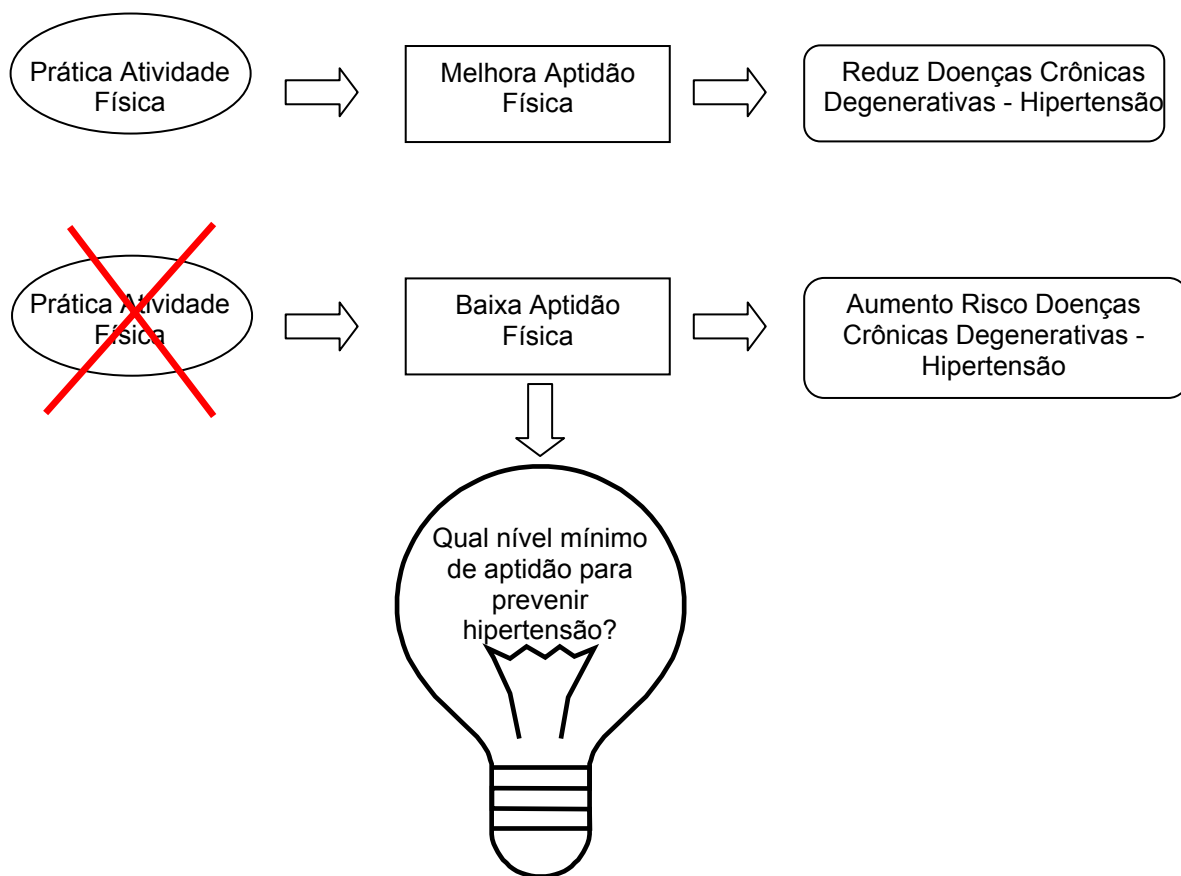 Prática Atividade
Física
Melhora Aptidão
Física
Reduz Doenças Crônicas
Degenerativas - Hipertensão
Prática Atividade
Física
Baixa Aptidão
Física
Aumento Risco Doenças
Crônicas Degenerativas -
Hipertensão
Qual nível mínimo
de aptidão para
prevenir
hipertensão?